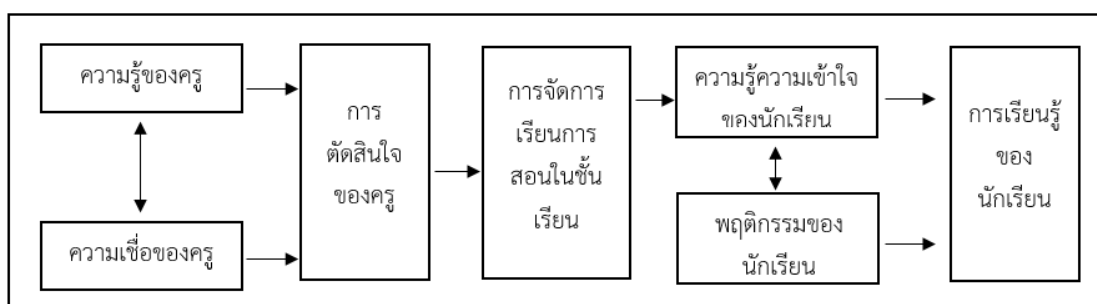 ความรู้ของครู
ความเชื่อของครู
การ
ตัดสินใจ
ของครู
การจัดการ
เรียนการ
สอนในชั้น
เรียน
ความรู้ความเข้าใจ
ของนักเรียน
พฤติกรรมของ
นักเรียน
การเรียนรู้
ของ
นักเรียน